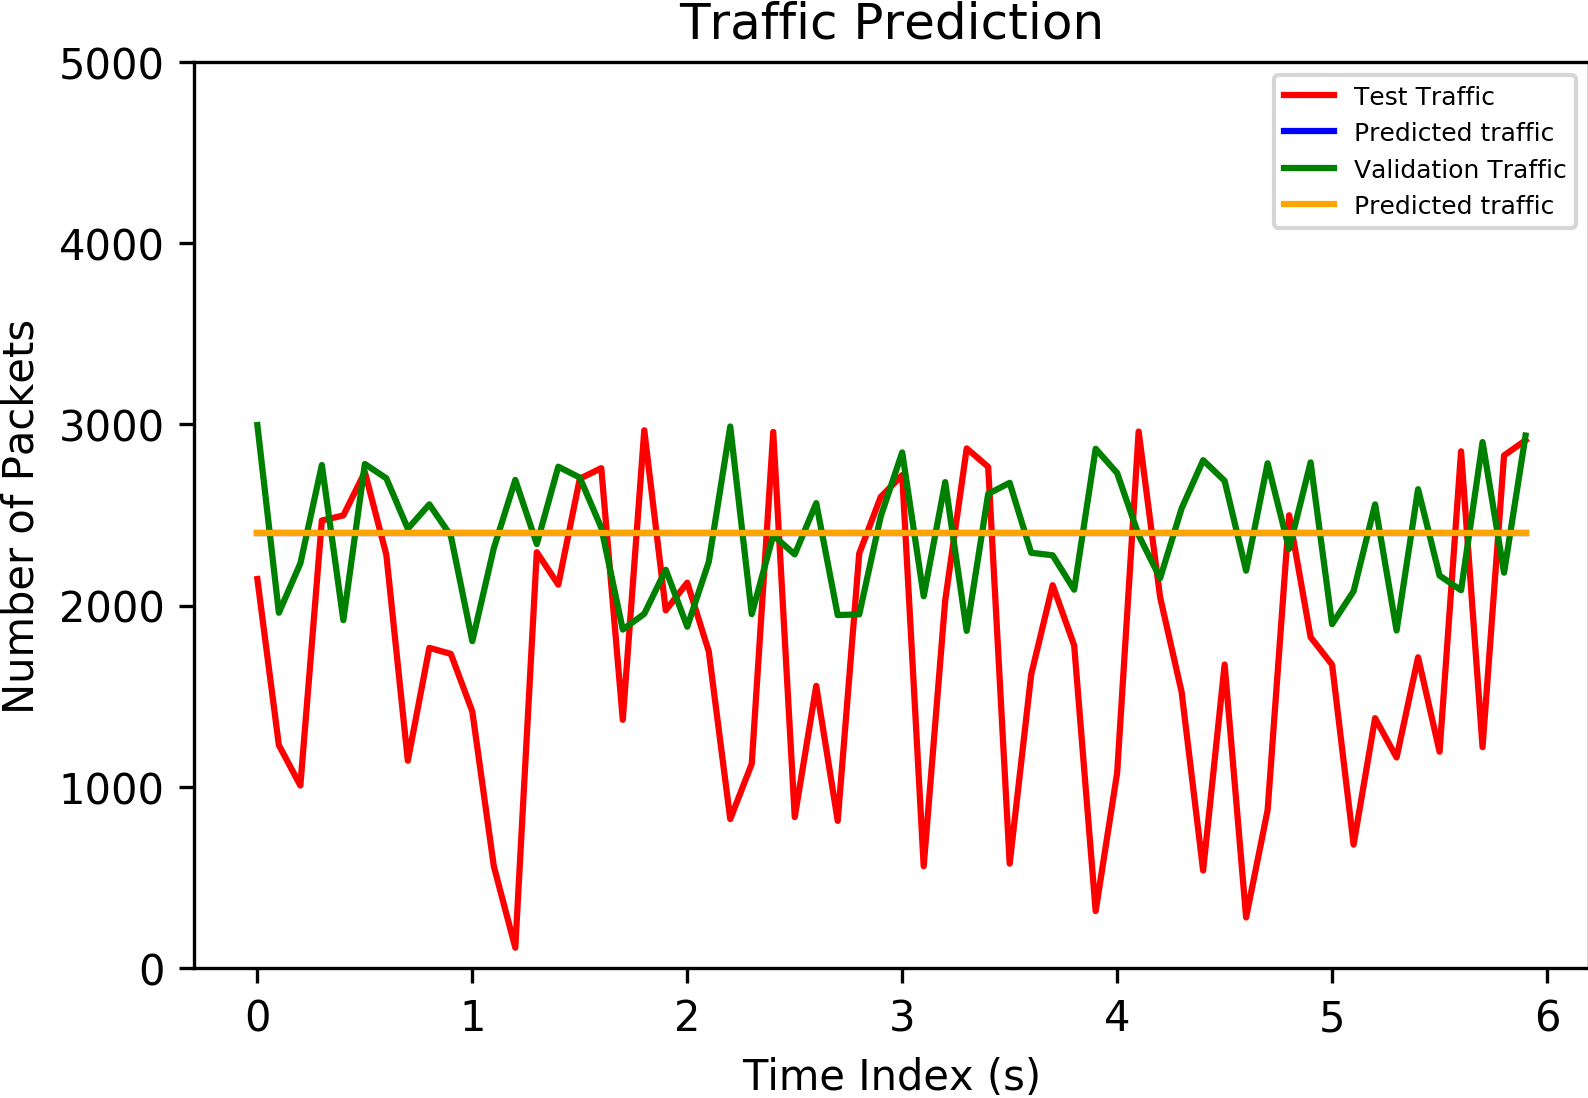 Traffic Prediction
5000
4000
3000
2000
1000
0
Number of Packets
Test Traffic
Predicted traffic
Validation Traffic
Predicted traffic
0 1 2 3 4 5 6
Time Index (s)